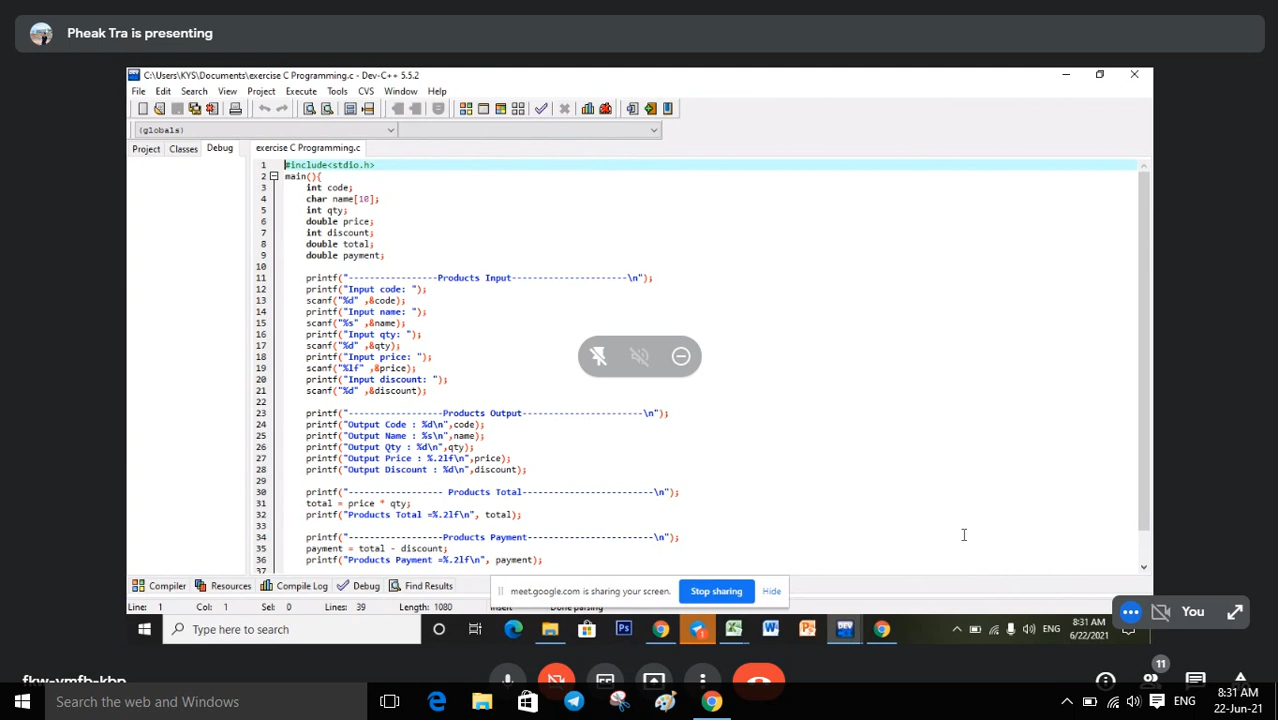 Pheak Tra is presenting
C:\Users\KYS\Documents\exercise C Programming.c - Dev-C++ 5.5.2
File Edit Search View Project Execute Tools CVS Window Help
(globals)
Project Classes Debug exercise C Programming.c
1 #include<stdio.h>
2 main(){
3 int code;
4 char name[10];
5 int qty;
6 double price;
7 int discount;
8 double total;
9 double payment;
10
11 printf("-----------------Products Input----------------------\n");
12 printf("Input code: ");
13 scanf("%d" ,&code);
14 printf("Input name: ");
15 scanf("%s" ,&name);
16 printf("Input qty: ");
17 scanf("%d" ,&qty);
18 printf("Input price: ");
19 scanf("%lf" ,&price);
20 printf("Input discount: ");
21 scanf("%d" ,&discount);
22
23 printf("------------------Products Output-----------------------\n");
24 printf("Output Code : %d\n",code);
25 printf("Output Name : %s\n",name);
26 printf("Output Qty : %d\n",qty);
27 printf("Output Price : %.2lf\n",price);
28 printf("Output Discount : %d\n",discount);
29
30 printf("------------------ Products Total-------------------------\n");
31 total = price * qty;
32 printf("Products Total =%.2lf\n", total);
33
34 printf("------------------Products Payment------------------------\n");
35 payment = total - discount;
36 printf("Products Payment =%.2lf\n", payment);
37
Compiler Resources Compile Log Debug Find Results
meet.google.com is sharing your screen. Stop sharing Hide
Line: 1 Col: 1 Sel: 0 Lines: 39 Length: 1080 Insert Done parsing
You
Type here to search
ENG
8:31 AM
6/22/2021
11
fkw-ymfb-kbp
Search the web and Windows
ENG
8:31 AM
22-Jun-21